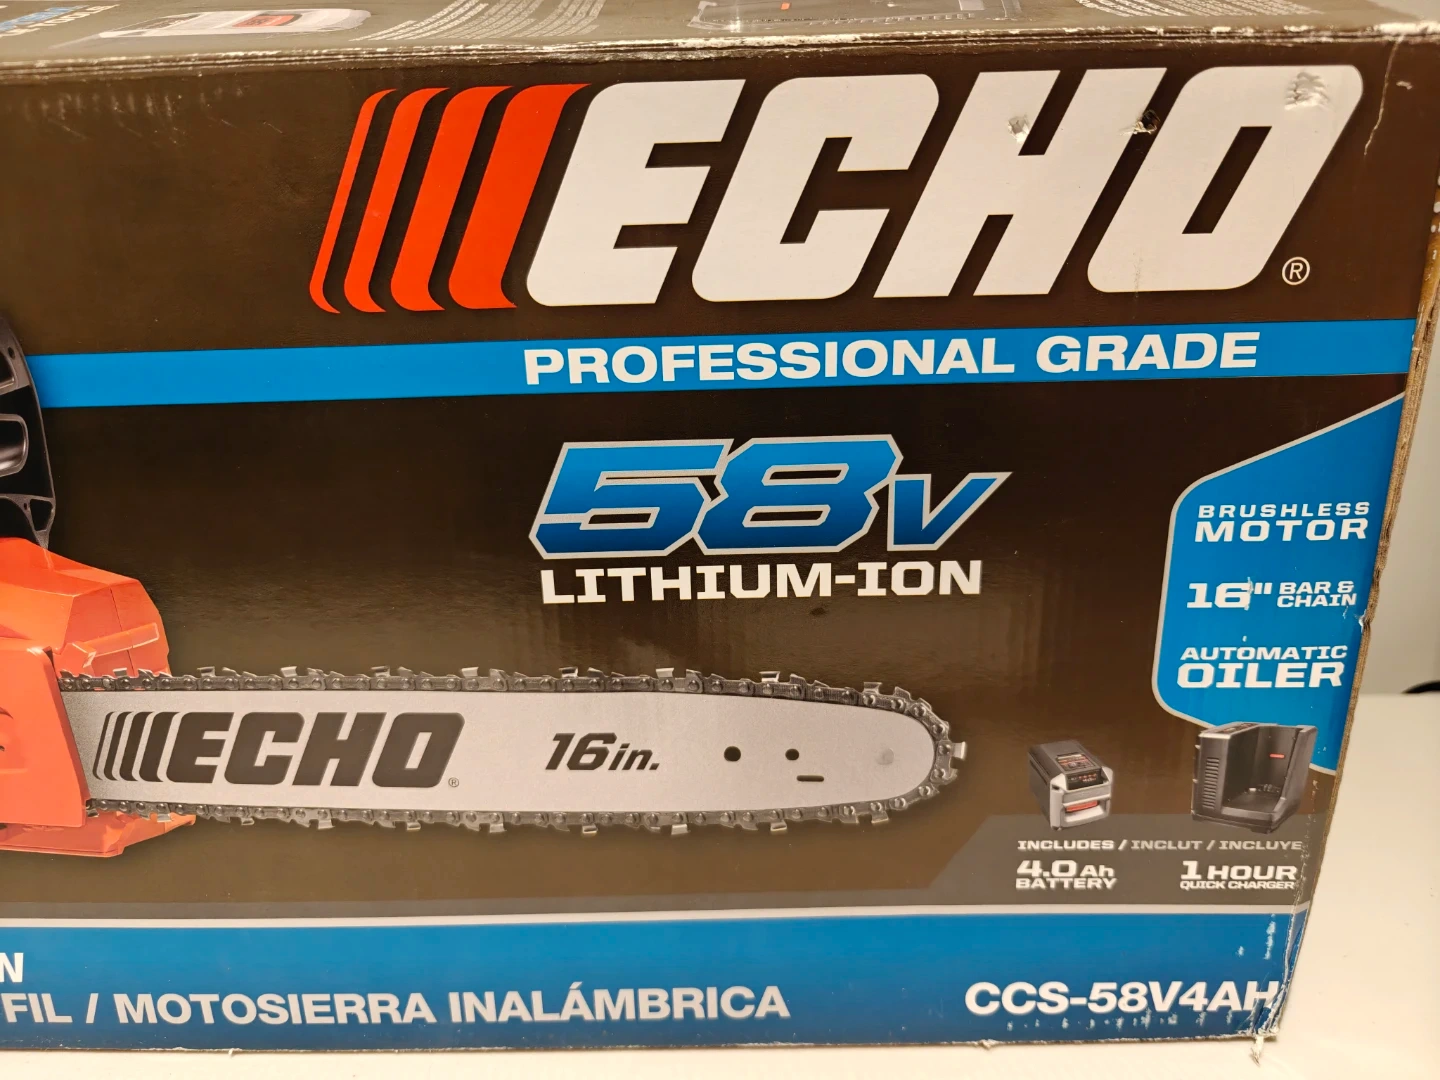 ECHO®
PROFESSIONAL GRADE
58V
LITHIUM-ION
BRUSHLESS
MOTOR
16" BAR &
CHAIN
AUTOMATIC
OILER
ECHO® 16in.
INCLUDES / INCLUT / INCLUYE
4.0Ah
BATTERY
1 HOUR
QUICK CHARGER
N
FIL / MOTOSIERRA INALÁMBRICA
CCS-58V4AH